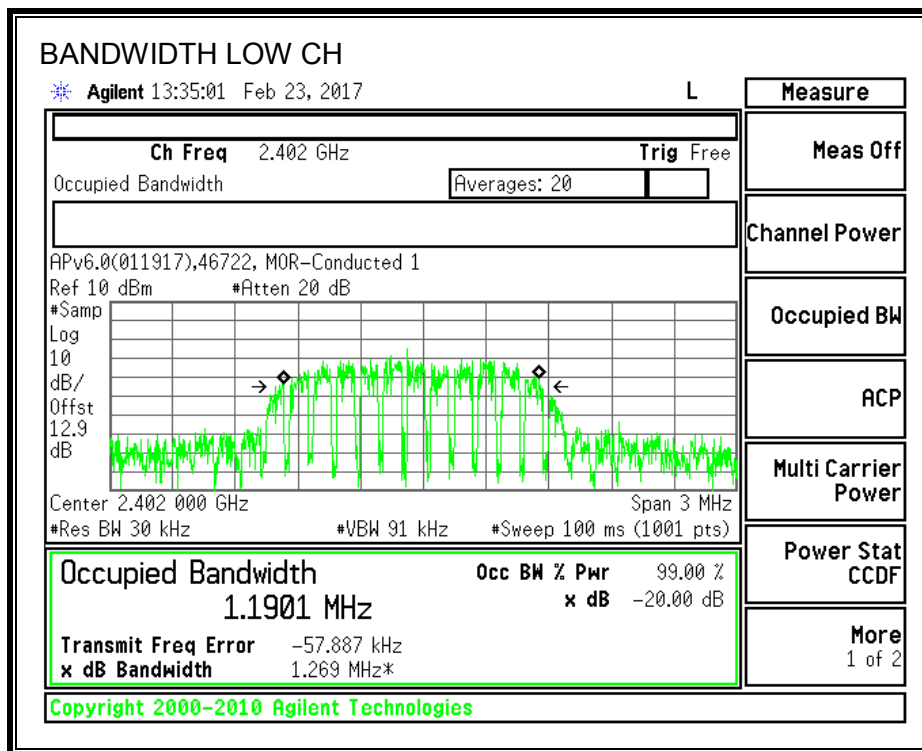 BANDWIDTH LOW CH
Agilent 13:35:01 Feb 23, 2017 L
Measure
Ch Freq 2.402 GHz Trig Free
Occupied Bandwidth Averages: 20
APv6.0(011917),46722, MOR-Conducted 1
Ref 10 dBm #Atten 20 dB
#Samp
Log
10
dB/
Offst
12.9
dB
Center 2.402 000 GHz Span 3 MHz
#Res BW 30 kHz #VBW 91 kHz #Sweep 100 ms (1001 pts)
Occupied Bandwidth Occ BW % Pwr 99.00 %
1.1901 MHz x dB -20.00 dB
Transmit Freq Error -57.887 kHz
x dB Bandwidth 1.269 MHz*
Copyright 2000-2010 Agilent Technologies
Meas Off
Channel Power
Occupied BW
ACP
Multi Carrier
Power
Power Stat
CCDF
More
1 of 2